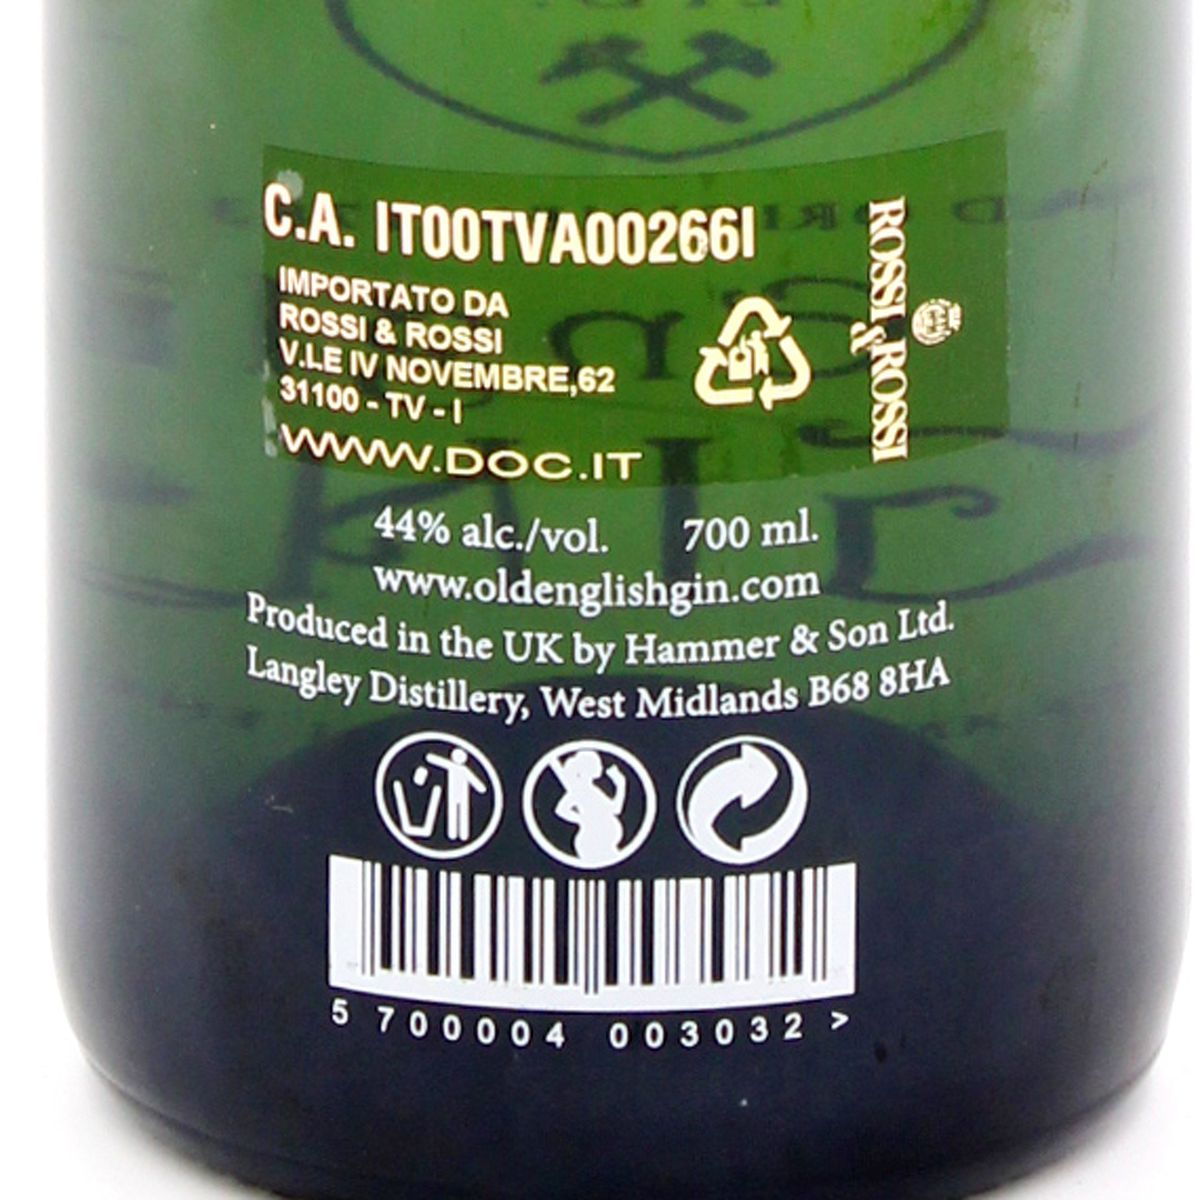 C.A. IT00TVA00266I
IMPORTATO DA
ROSSI & ROSSI
V.LE IV NOVEMBRE,62
31100 - TV - I
WWW.DOC.IT
ROSSI & ROSSI
44% alc./vol. 700 ml.
www.oldenglishgin.com
Produced in the UK by Hammer & Son Ltd.
Langley Distillery, West Midlands B68 8HA
5 700004 003032 >